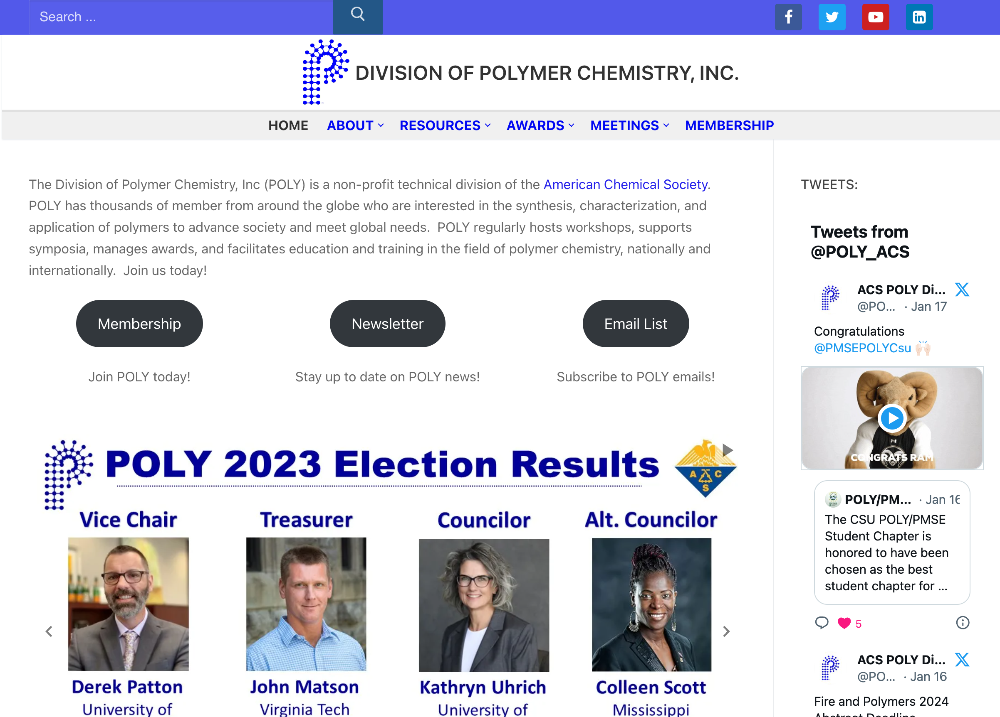 Search ...
DIVISION OF POLYMER CHEMISTRY, INC.
HOME ABOUT RESOURCES AWARDS MEETINGS MEMBERSHIP
The Division of Polymer Chemistry, Inc (POLY) is a non-profit technical division of the American Chemical Society.
POLY has thousands of member from around the globe who are interested in the synthesis, characterization, and
application of polymers to advance society and meet global needs.  POLY regularly hosts workshops, supports
symposia, manages awards, and facilitates education and training in the field of polymer chemistry, nationally and
internationally.  Join us today!
Membership
Newsletter
Email List
Join POLY today!
Stay up to date on POLY news!
Subscribe to POLY emails!
POLY 2023 Election Results
A C S
Vice Chair
Treasurer
Councilor
Alt. Councilor
Derek Patton
John Matson
Kathryn Uhrich
Colleen Scott
University of
Virginia Tech
University of
Mississippi
TWEETS:
Tweets from
@POLY_ACS
ACS POLY Di...
@PO... · Jan 17
Congratulations
@PMSEPOLYCsu 🙌🏻
CONGRATS RAM
POLY/PM... · Jan 16
The CSU POLY/PMSE
Student Chapter is
honored to have been
chosen as the best
student chapter for ...
5
ACS POLY Di...
@PO... · Jan 16
Fire and Polymers 2024
Abstract Deadline